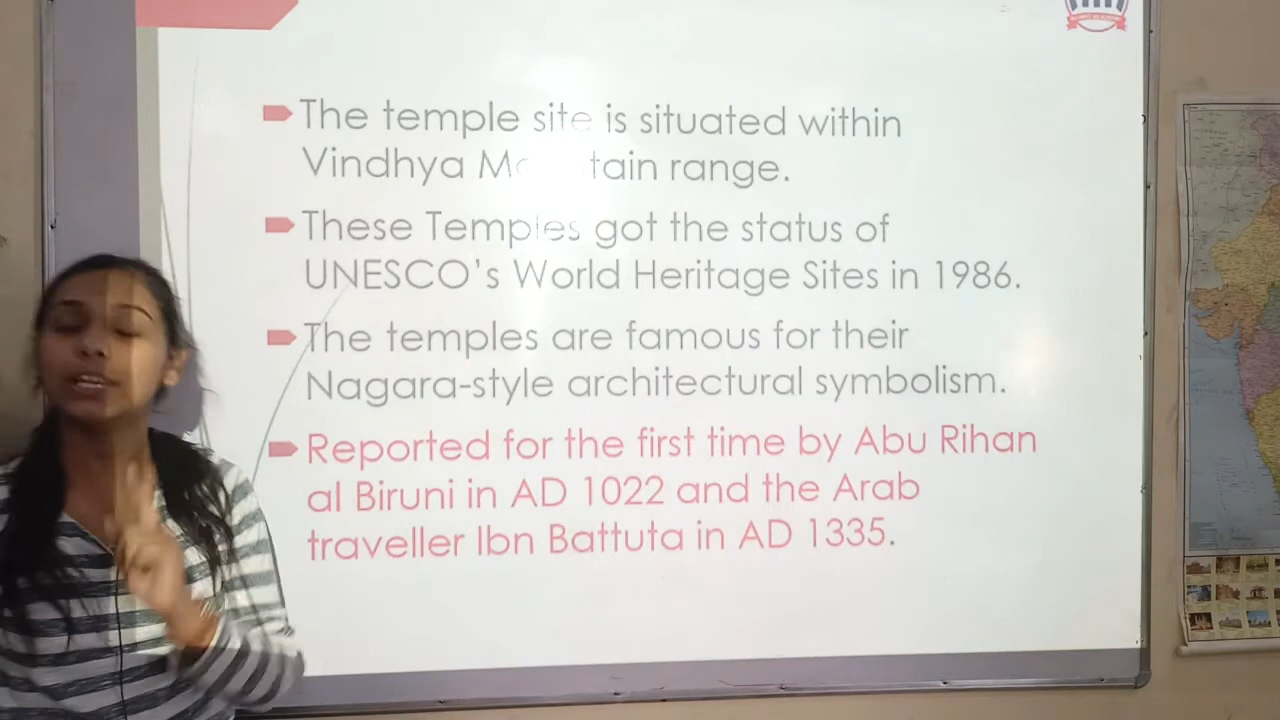 The temple site is situated within
Vindhya Mountain range.
These Temples got the status of
UNESCO's World Heritage Sites in 1986.
The temples are famous for their
Nagara-style architectural symbolism.
Reported for the first time by Abu Rihan
al Biruni in AD 1022 and the Arab
traveller Ibn Battuta in AD 1335.